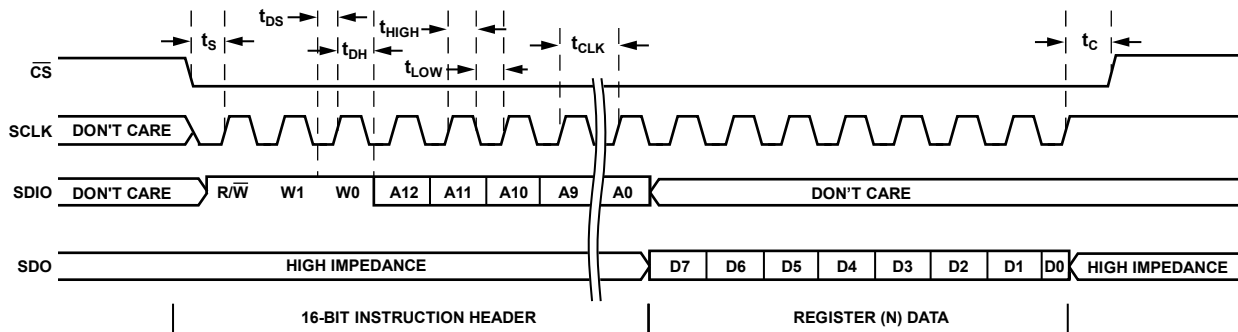 tDS
tHIGH
tS
tDH
tCLK
tC
tLOW
CS
SCLK DON'T CARE
SDIO DON'T CARE R/W W1 W0 A12 A11 A10 A9 A0 DON'T CARE
SDO HIGH IMPEDANCE D7 D6 D5 D4 D3 D2 D1 D0 HIGH IMPEDANCE
16-BIT INSTRUCTION HEADER REGISTER (N) DATA